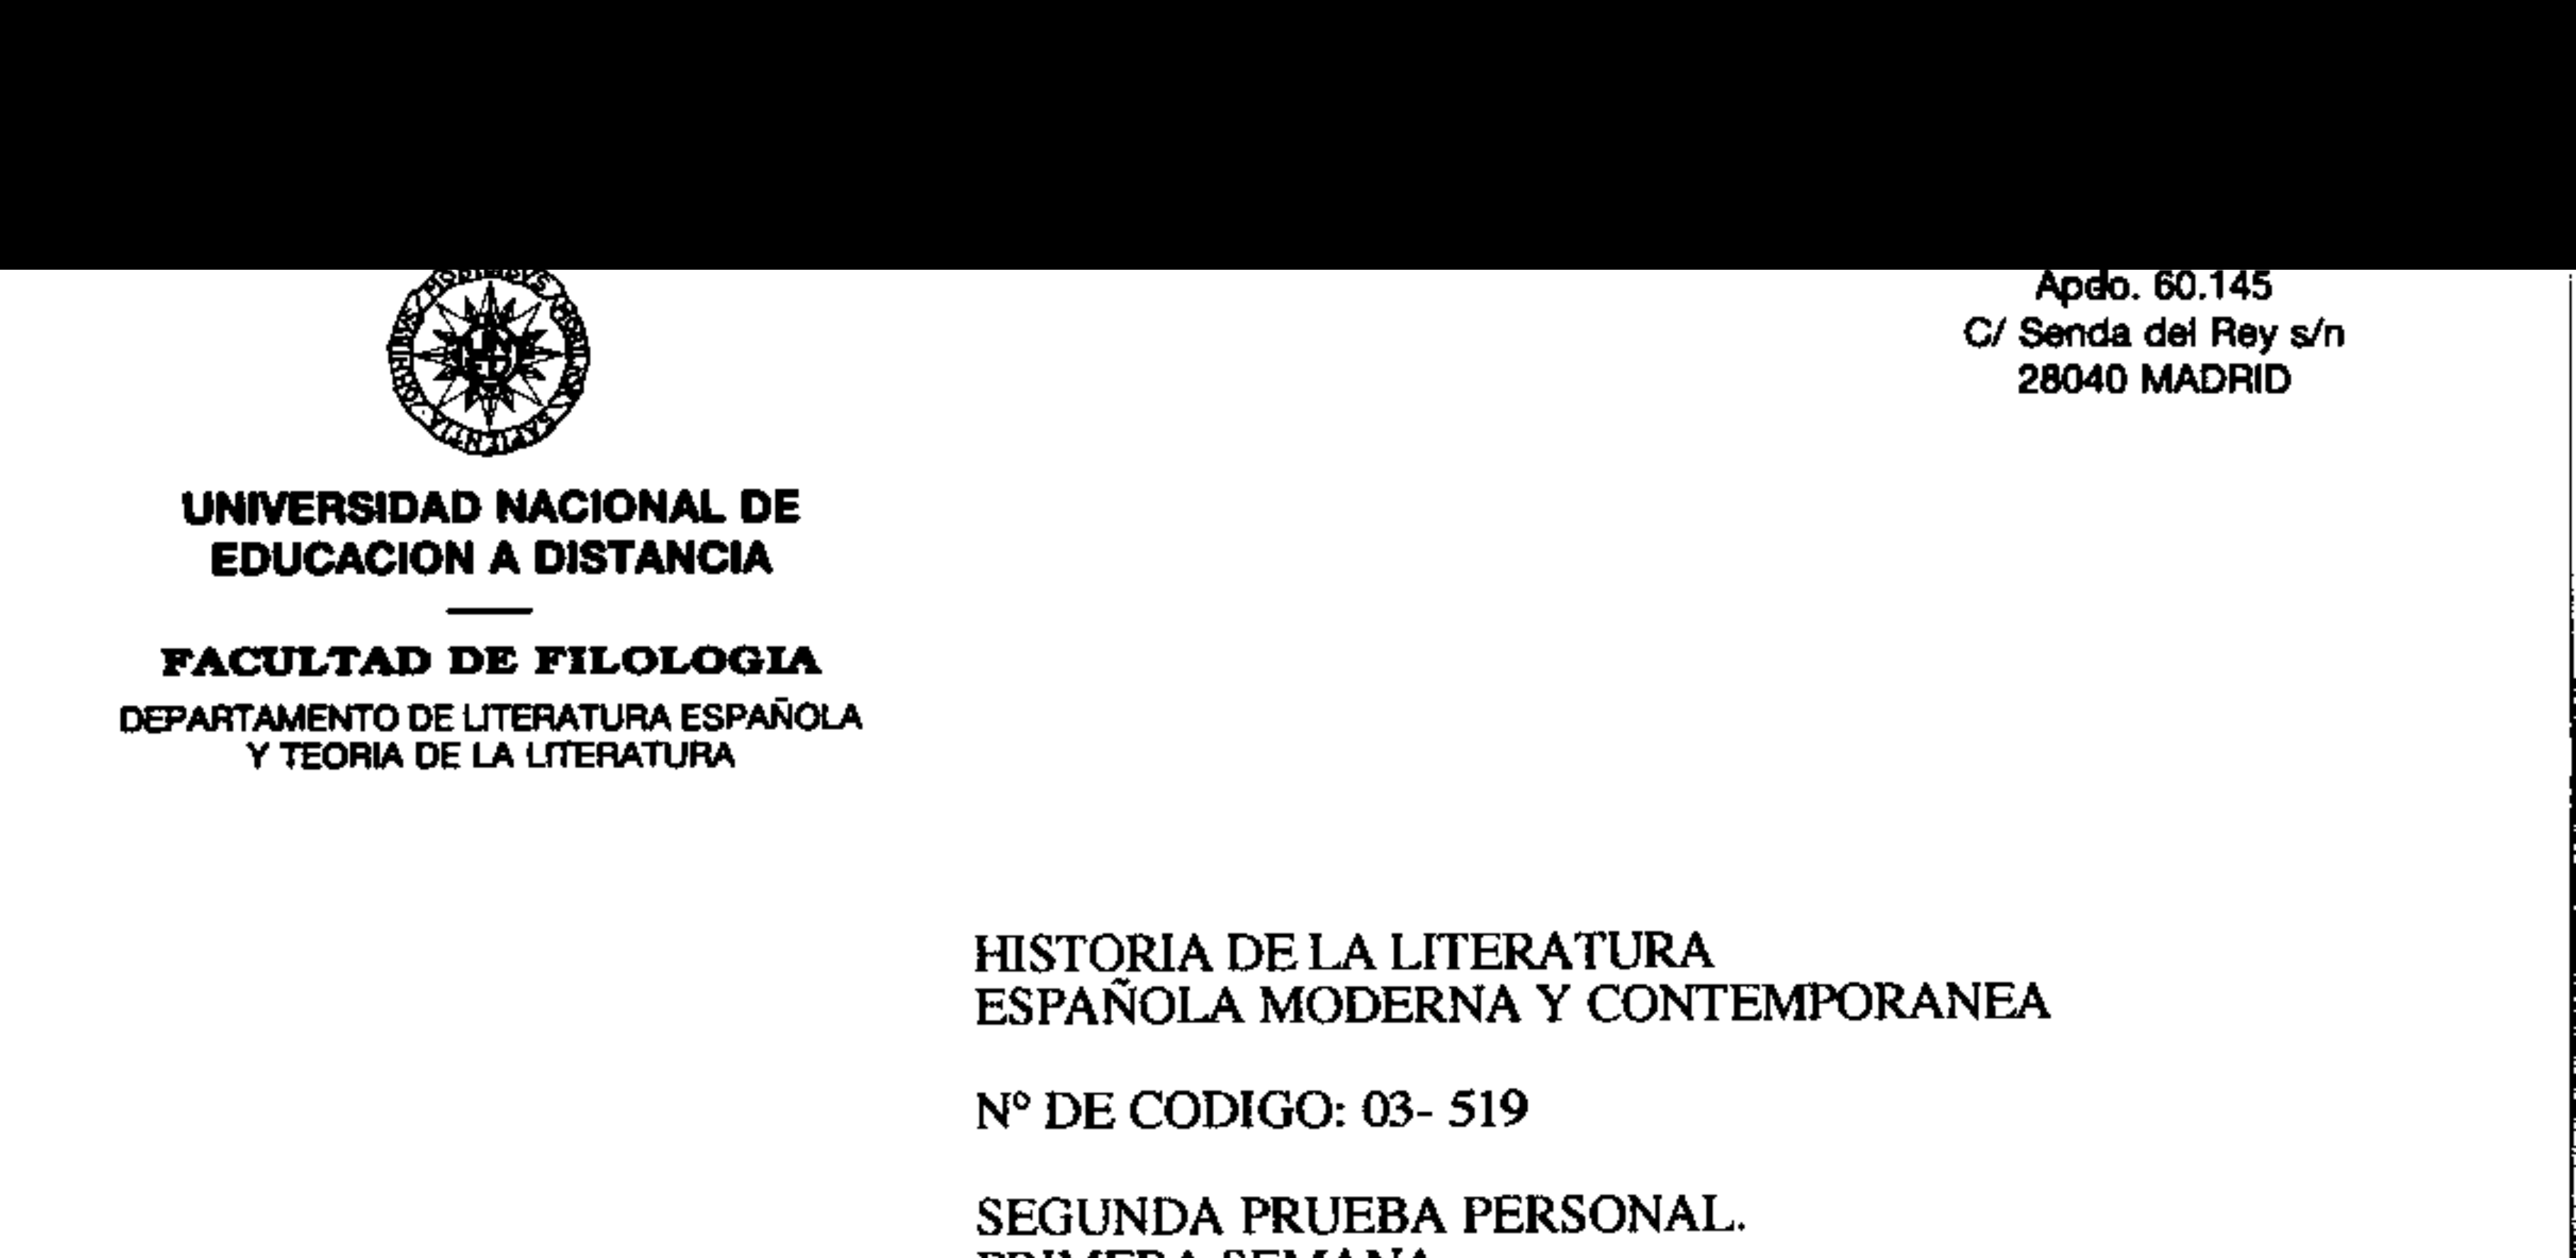 Apdo. 60.145
C/ Senda del Rey s/n
28040 MADRID
UNIVERSIDAD NACIONAL DE
EDUCACION A DISTANCIA
FACULTAD DE FILOLOGIA
DEPARTAMENTO DE LITERATURA ESPAÑOLA
Y TEORIA DE LA LITERATURA
HISTORIA DE LA LITERATURA
ESPAÑOLA MODERNA Y CONTEMPORANEA
Nº DE CODIGO: 03- 519
SEGUNDA PRUEBA PERSONAL.
PRIMERA SEMANA